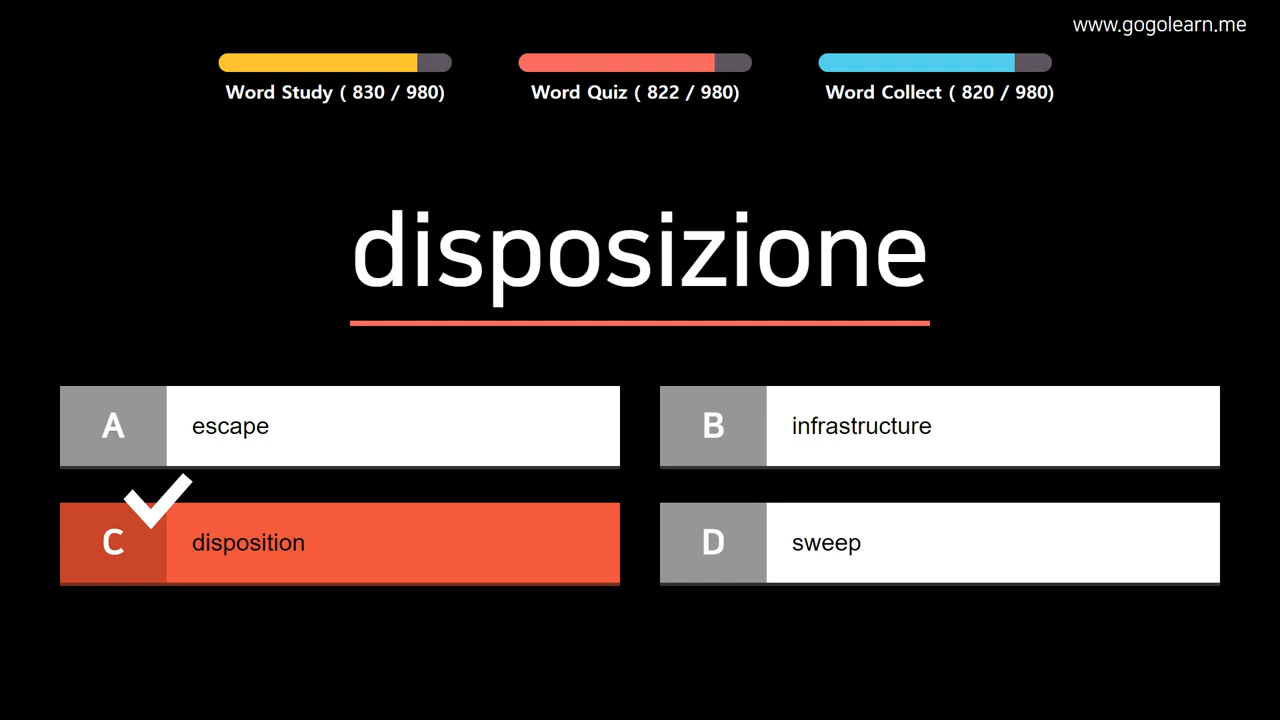 www.gogolearn.me
Word Study ( 830 / 980)
Word Quiz ( 822 / 980)
Word Collect ( 820 / 980)
disposizione
A escape
B infrastructure
C disposition
D sweep